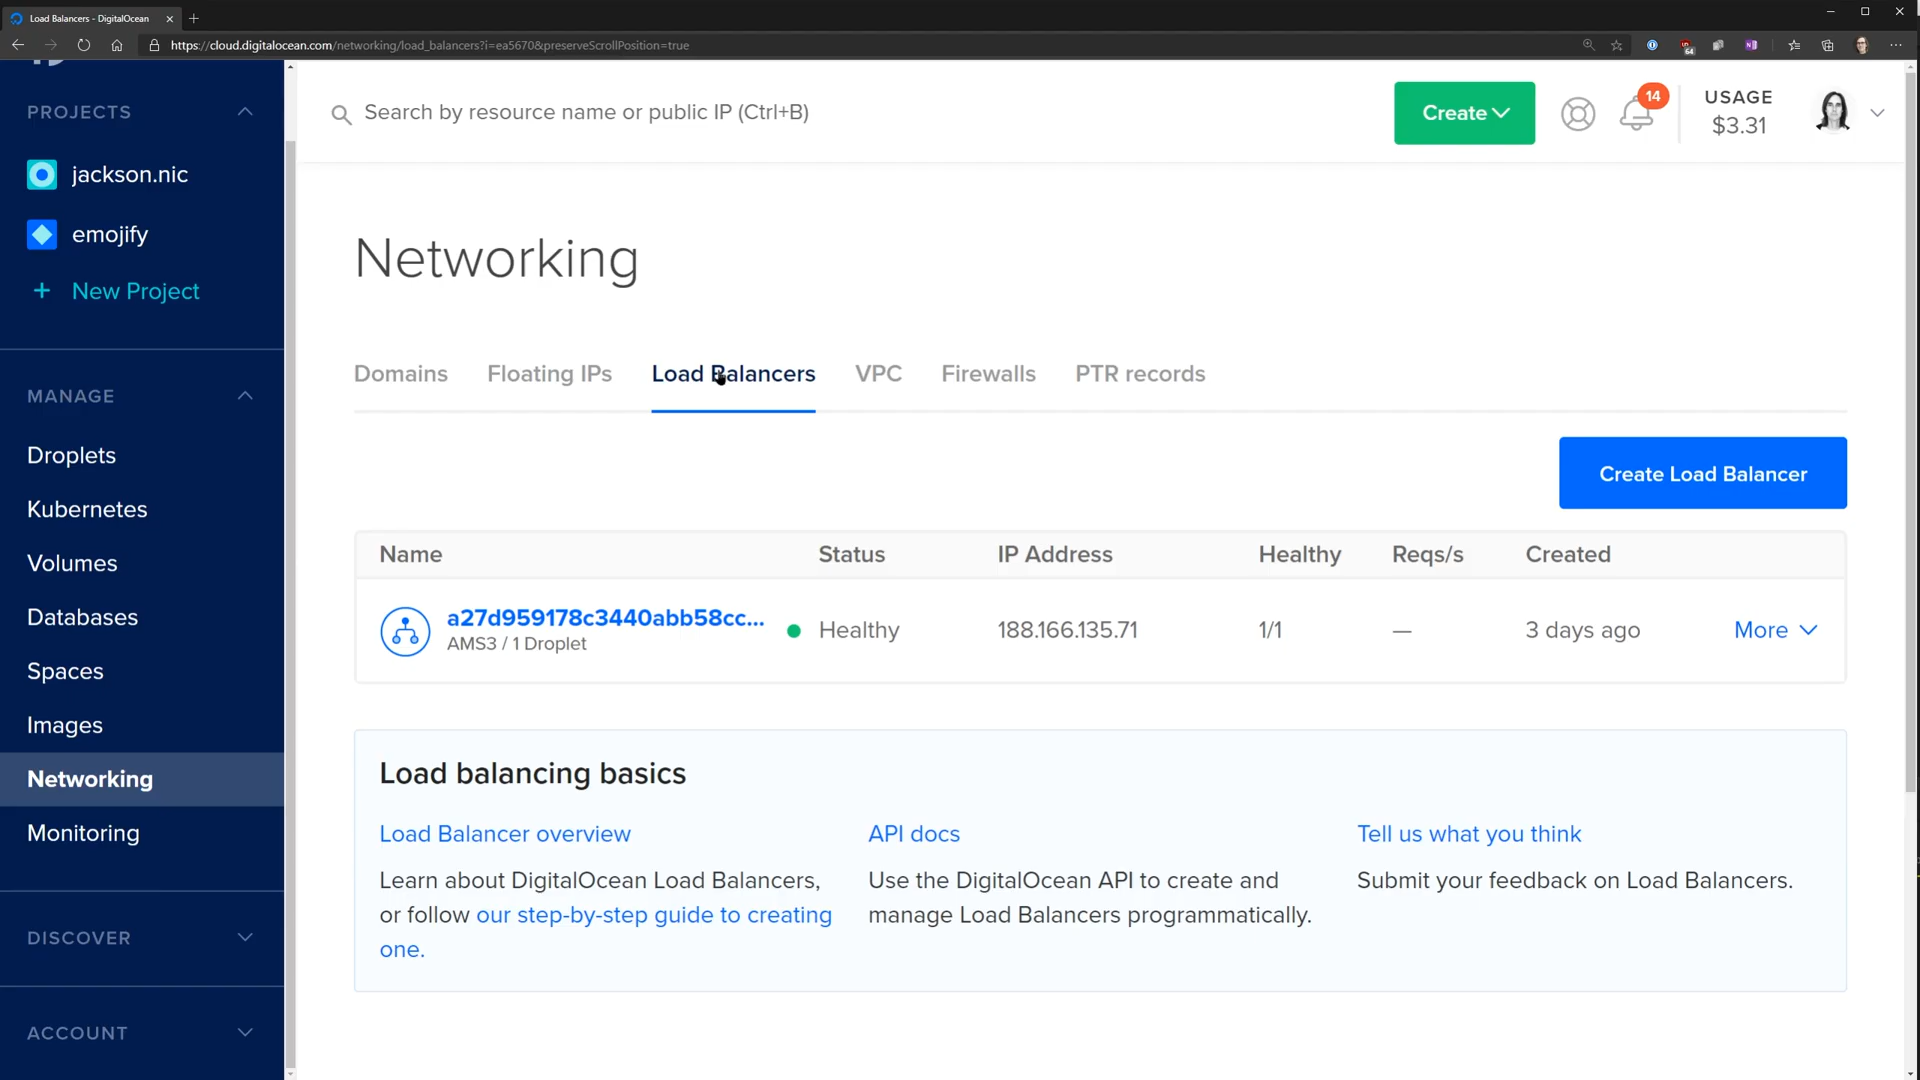 Load Balancers - DigitalOcean
https://cloud.digitalocean.com/networking/load_balancers?i=ea5670&preserveScrollPosition=true
64
PROJECTS
jackson.nic
emojify
+ New Project
MANAGE
Droplets
Kubernetes
Volumes
Databases
Spaces
Images
Networking
Monitoring
DISCOVER
ACCOUNT
Search by resource name or public IP (Ctrl+B)
Create
14
USAGE
$3.31
Networking
Domains Floating IPs Load Balancers VPC Firewalls PTR records
Create Load Balancer
Name Status IP Address Healthy Reqs/s Created
a27d959178c3440abb58cc... Healthy 188.166.135.71 1/1 — 3 days ago More
AMS3 / 1 Droplet
Load balancing basics
Load Balancer overview
Learn about DigitalOcean Load Balancers,
or follow our step-by-step guide to creating
one.
API docs
Use the DigitalOcean API to create and
manage Load Balancers programmatically.
Tell us what you think
Submit your feedback on Load Balancers.